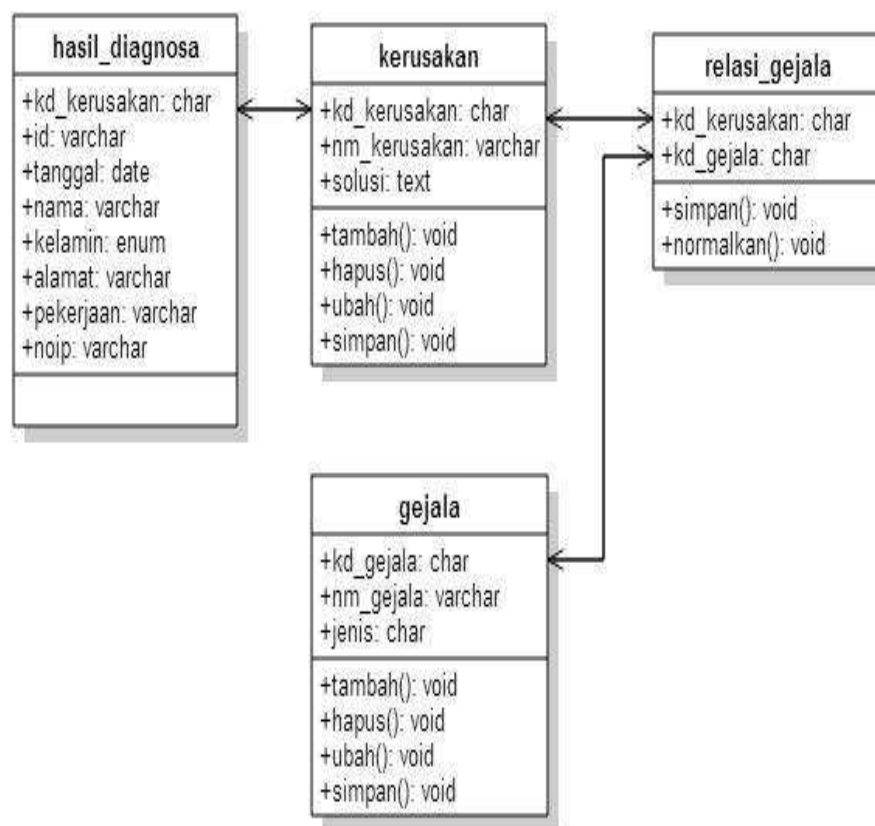 hasil_diagnosa
+kd_kerusakan: char
+id: varchar
+tanggal: date
+nama: varchar
+kelamin: enum
+alamat: varchar
+pekerjaan: varchar
+noip: varchar
kerusakan
+kd_kerusakan: char
+nm_kerusakan: varchar
+solusi: text
+tambah(): void
+hapus(): void
+ubah(): void
+simpan(): void
relasi_gejala
+kd_kerusakan: char
+kd_gejala: char
+simpan(): void
+normalkan(): void
gejala
+kd_gejala: char
+nm_gejala: varchar
+jenis: char
+tambah(): void
+hapus(): void
+ubah(): void
+simpan(): void